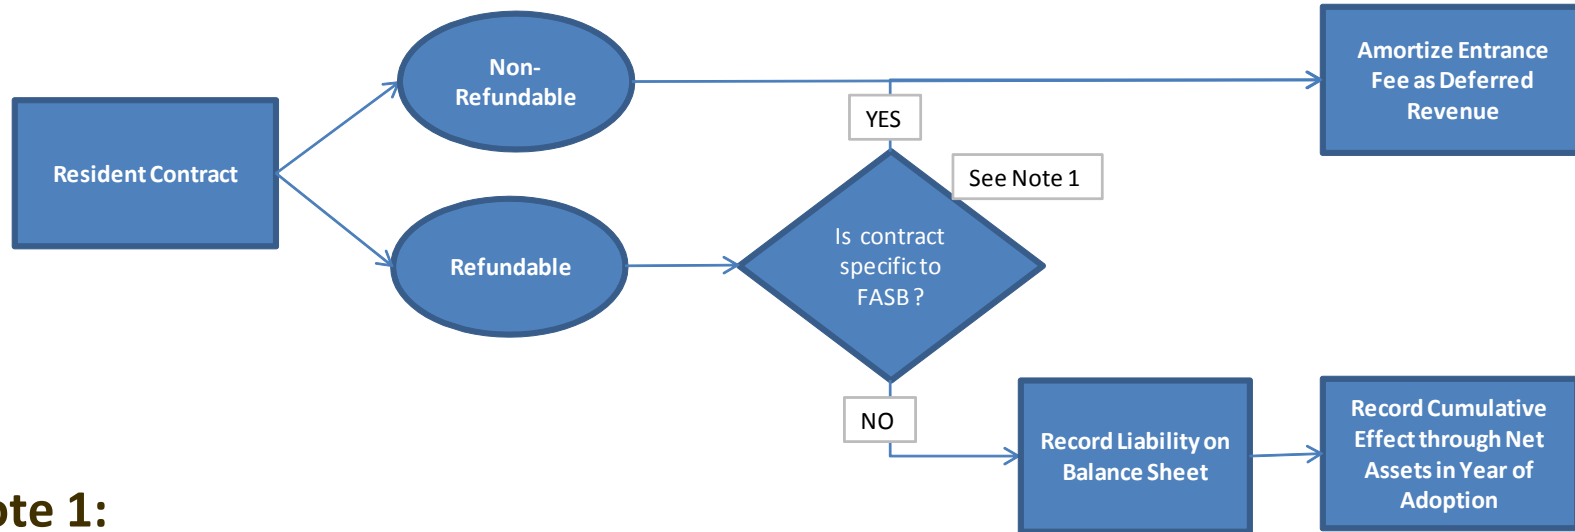 Non-
Refundable
Amortize Entrance
Fee as Deferred
Revenue
YES
Resident Contract
See Note 1
Is contract
specific to
FASB ?
Refundable
NO
Record Liability on
Balance Sheet
Record Cumulative
Effect through Net
Assets in Year of
Adoption
ote 1: